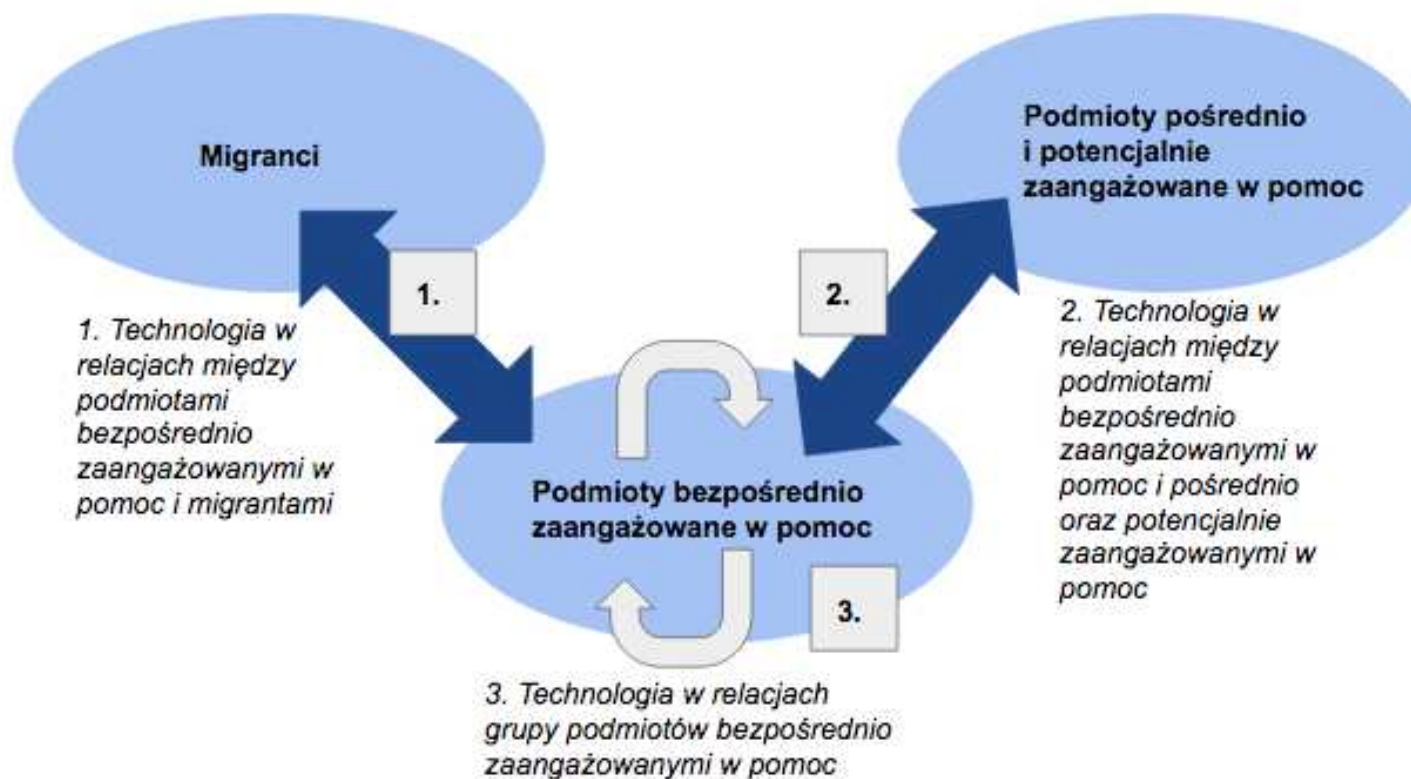 Migranci
Podmioty pośrednio
i potencjalnie
zaangażowane w pomoc
1.
2.
1. Technologia w
relacjach między
podmiotami
bezpośrednio
zaangażowanymi w
pomoc i migrantami
2. Technologia w
relacjach między
podmiotami
bezpośrednio
zaangażowanymi w
pomoc i pośrednio
oraz potencjalnie
zaangażowanymi w
pomoc
Podmioty bezpośrednio
zaangażowane w pomoc
3.
3. Technologia w relacjach
grupy podmiotów bezpośrednio
zaangażowanymi w pomoc